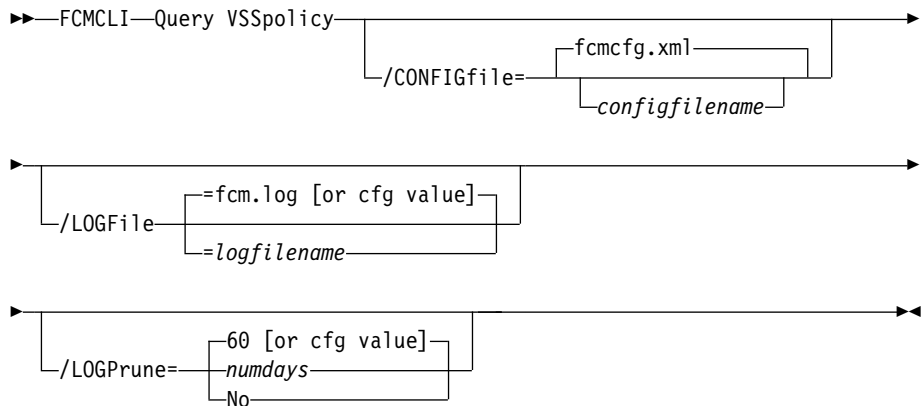 FCMCLI Query VSSpolicy
fcmcfg.xml
/CONFIGfile=
configfilename
=fcm.log [or cfg value]
/LOGFile
=logfilename
60 [or cfg value]
/LOGPrune= numdays
No